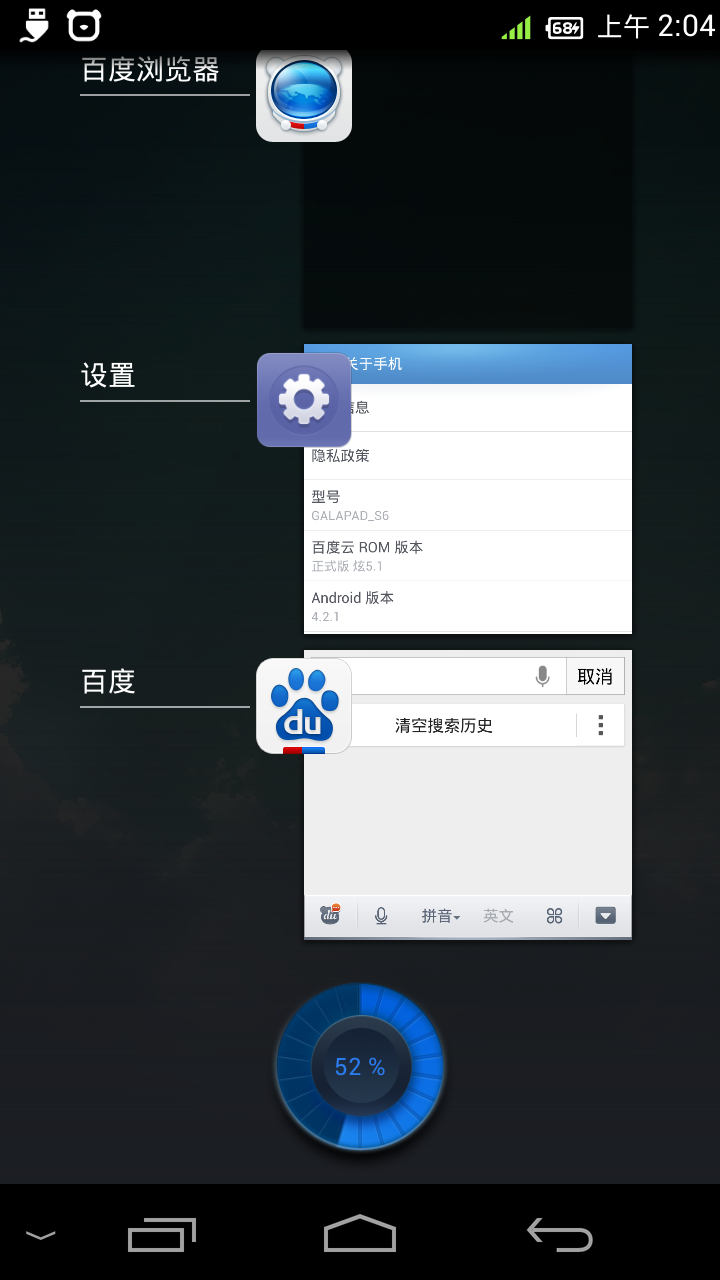 68
上午 2:04
百度浏览器
设置
关于手机
信息
隐私政策
型号
GALAPAD_S6
百度云 ROM 版本
正式版 炫5.1
Android 版本
4.2.1
百度
du
取消
清空搜索历史
du
拼音
英文
52 %